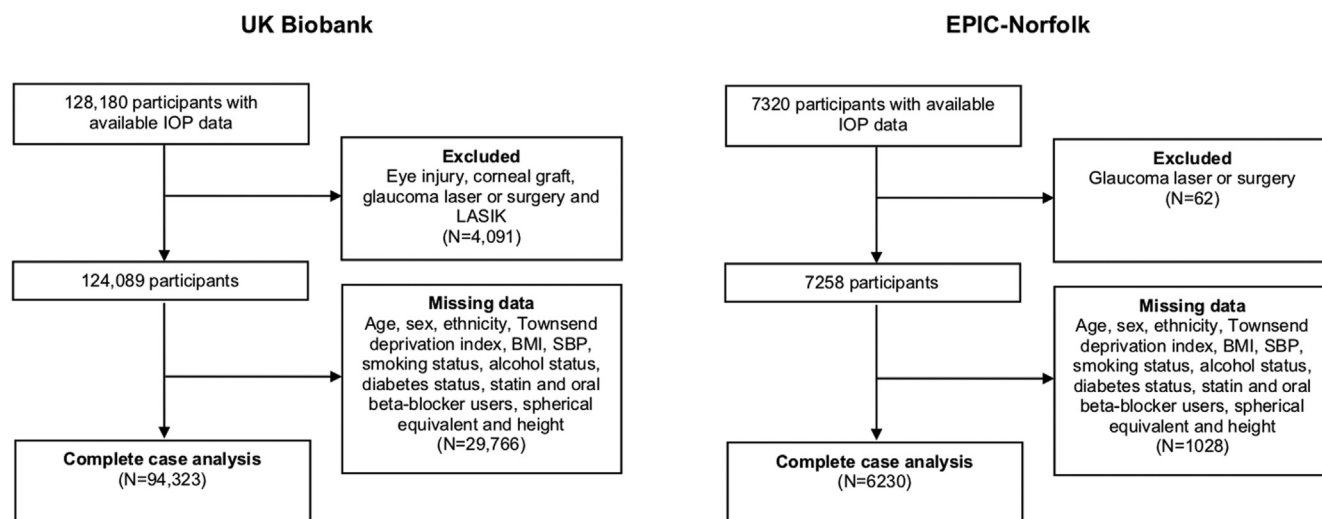 UK Biobank
128,180 participants with
available IOP data
Excluded
Eye injury, corneal graft,
glaucoma laser or surgery and
LASIK
(N=4,091)
124,089 participants
Missing data
Age, sex, ethnicity, Townsend
deprivation index, BMI, SBP,
smoking status, alcohol status,
diabetes status, statin and oral
beta-blocker users, spherical
equivalent and height
(N=29,766)
Complete case analysis
(N=94,323)
EPIC-Norfolk
7320 participants with available
IOP data
Excluded
Glaucoma laser or surgery
(N=62)
7258 participants
Missing data
Age, sex, ethnicity, Townsend
deprivation index, BMI, SBP,
smoking status, alcohol status,
diabetes status, statin and oral
beta-blocker users, spherical
equivalent and height
(N=1028)
Complete case analysis
(N=6230)